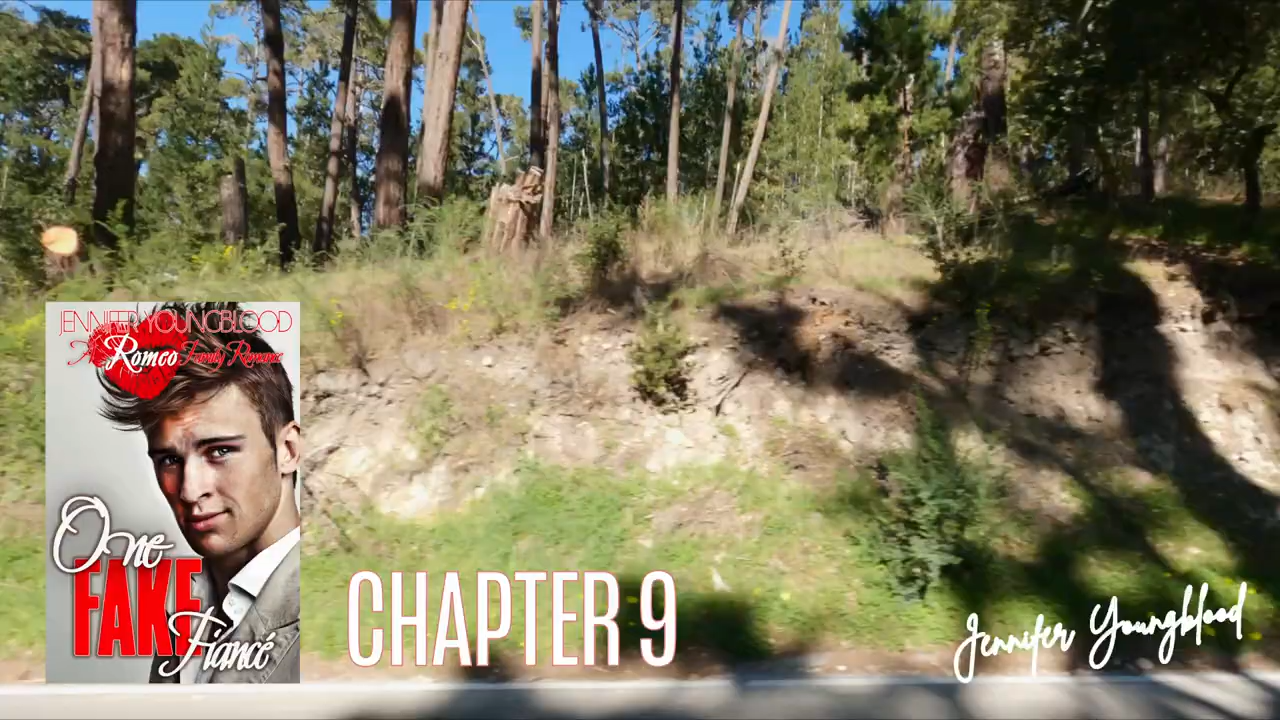 JENNIFER YOUNGBLOOD
A Romeo Family Romance
One
FAKE
Fiancé
CHAPTER 9
Jennifer Youngblood